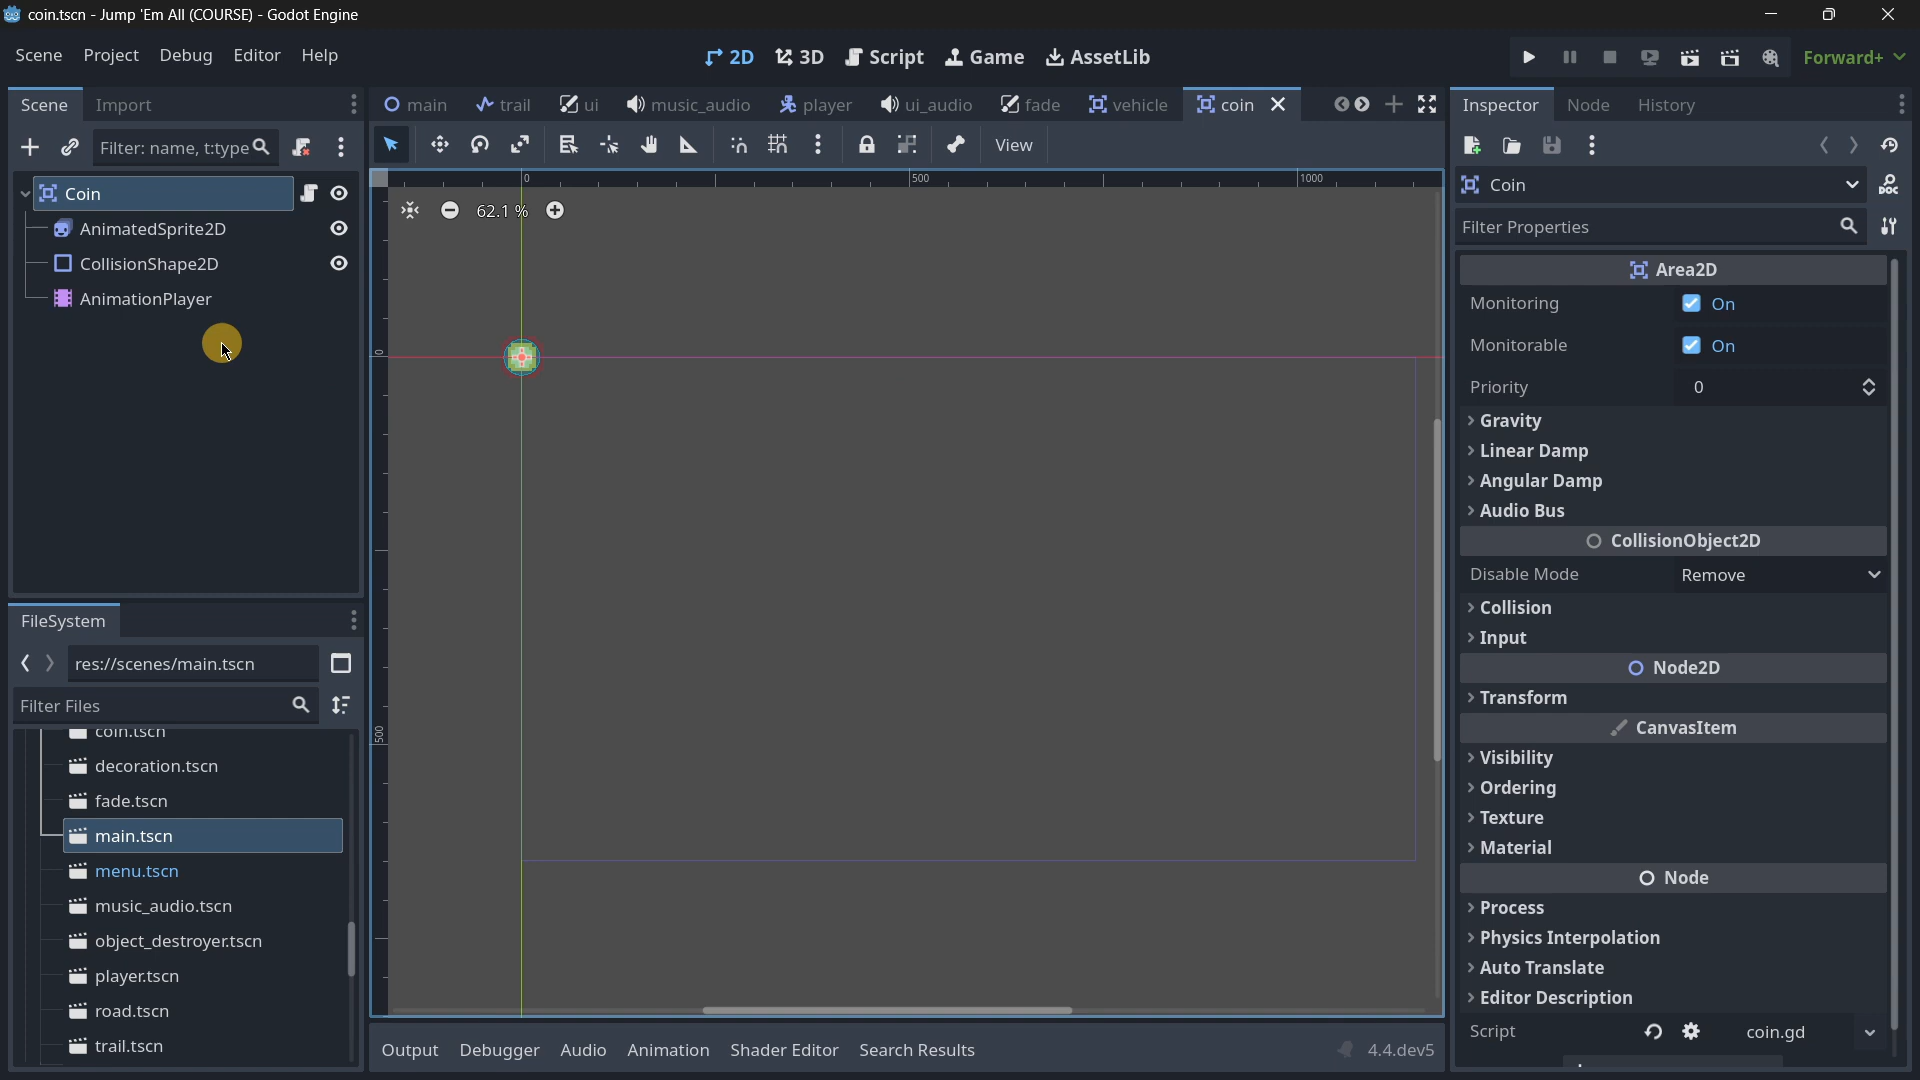 coin.tscn - Jump 'Em All (COURSE) - Godot Engine
Scene Project Debug Editor Help
2D 3D Script Game AssetLib
Forward+
Scene Import
main trail ui music_audio player ui_audio fade vehicle coin
Inspector Node History
Filter: name, t:type
View
Coin
AnimatedSprite2D
CollisionShape2D
AnimationPlayer
0 500 1000
62.1 %
0
500
Coin
Filter Properties
Area2D
Monitoring On
Monitorable On
Priority 0
Gravity
Linear Damp
Angular Damp
Audio Bus
CollisionObject2D
Disable Mode Remove
Collision
Input
Node2D
Transform
CanvasItem
Visibility
Ordering
Texture
Material
Node
Process
Physics Interpolation
Auto Translate
Editor Description
Script coin.gd
FileSystem
res://scenes/main.tscn
Filter Files
coin.tscn
decoration.tscn
fade.tscn
main.tscn
menu.tscn
music_audio.tscn
object_destroyer.tscn
player.tscn
road.tscn
trail.tscn
Output Debugger Audio Animation Shader Editor Search Results
4.4.dev5